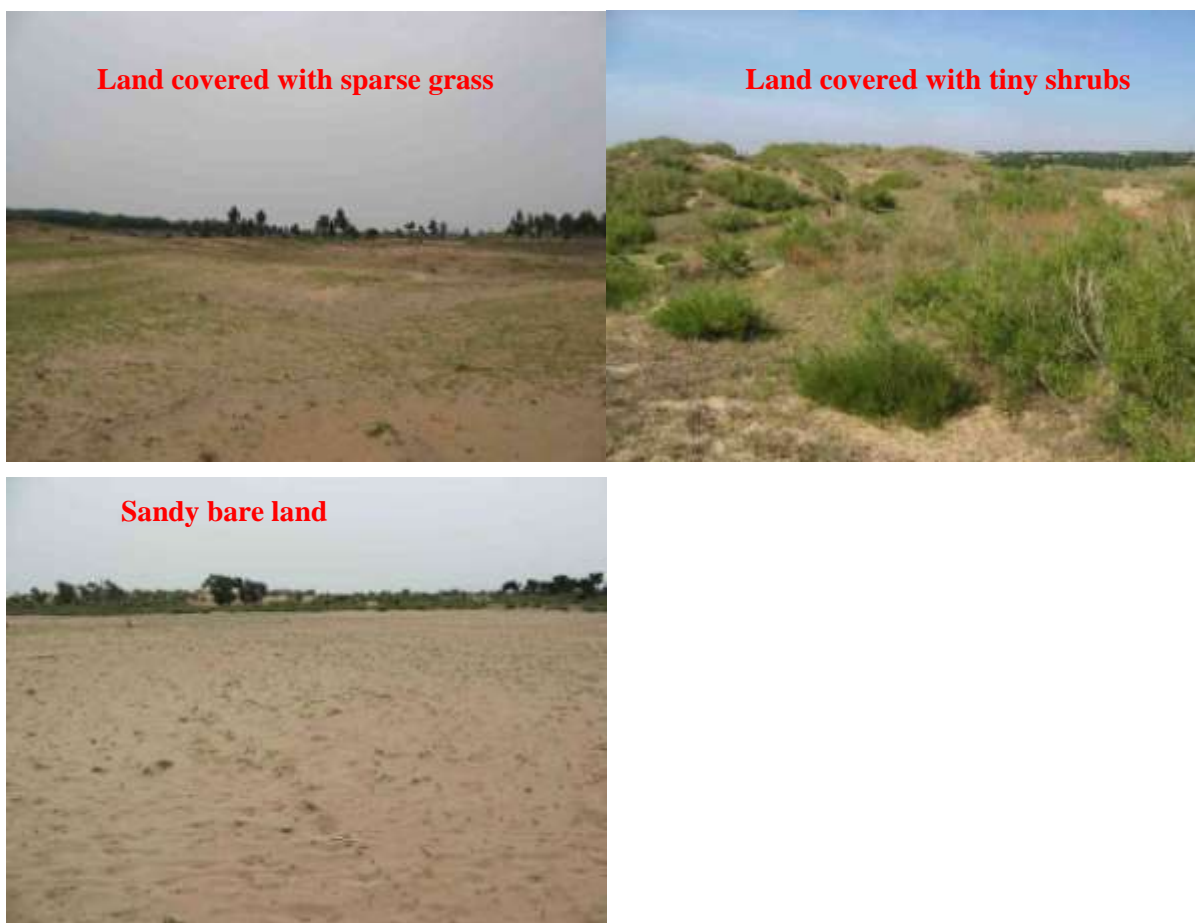 Land covered with sparse grass
Land covered with tiny shrubs
Sandy bare land